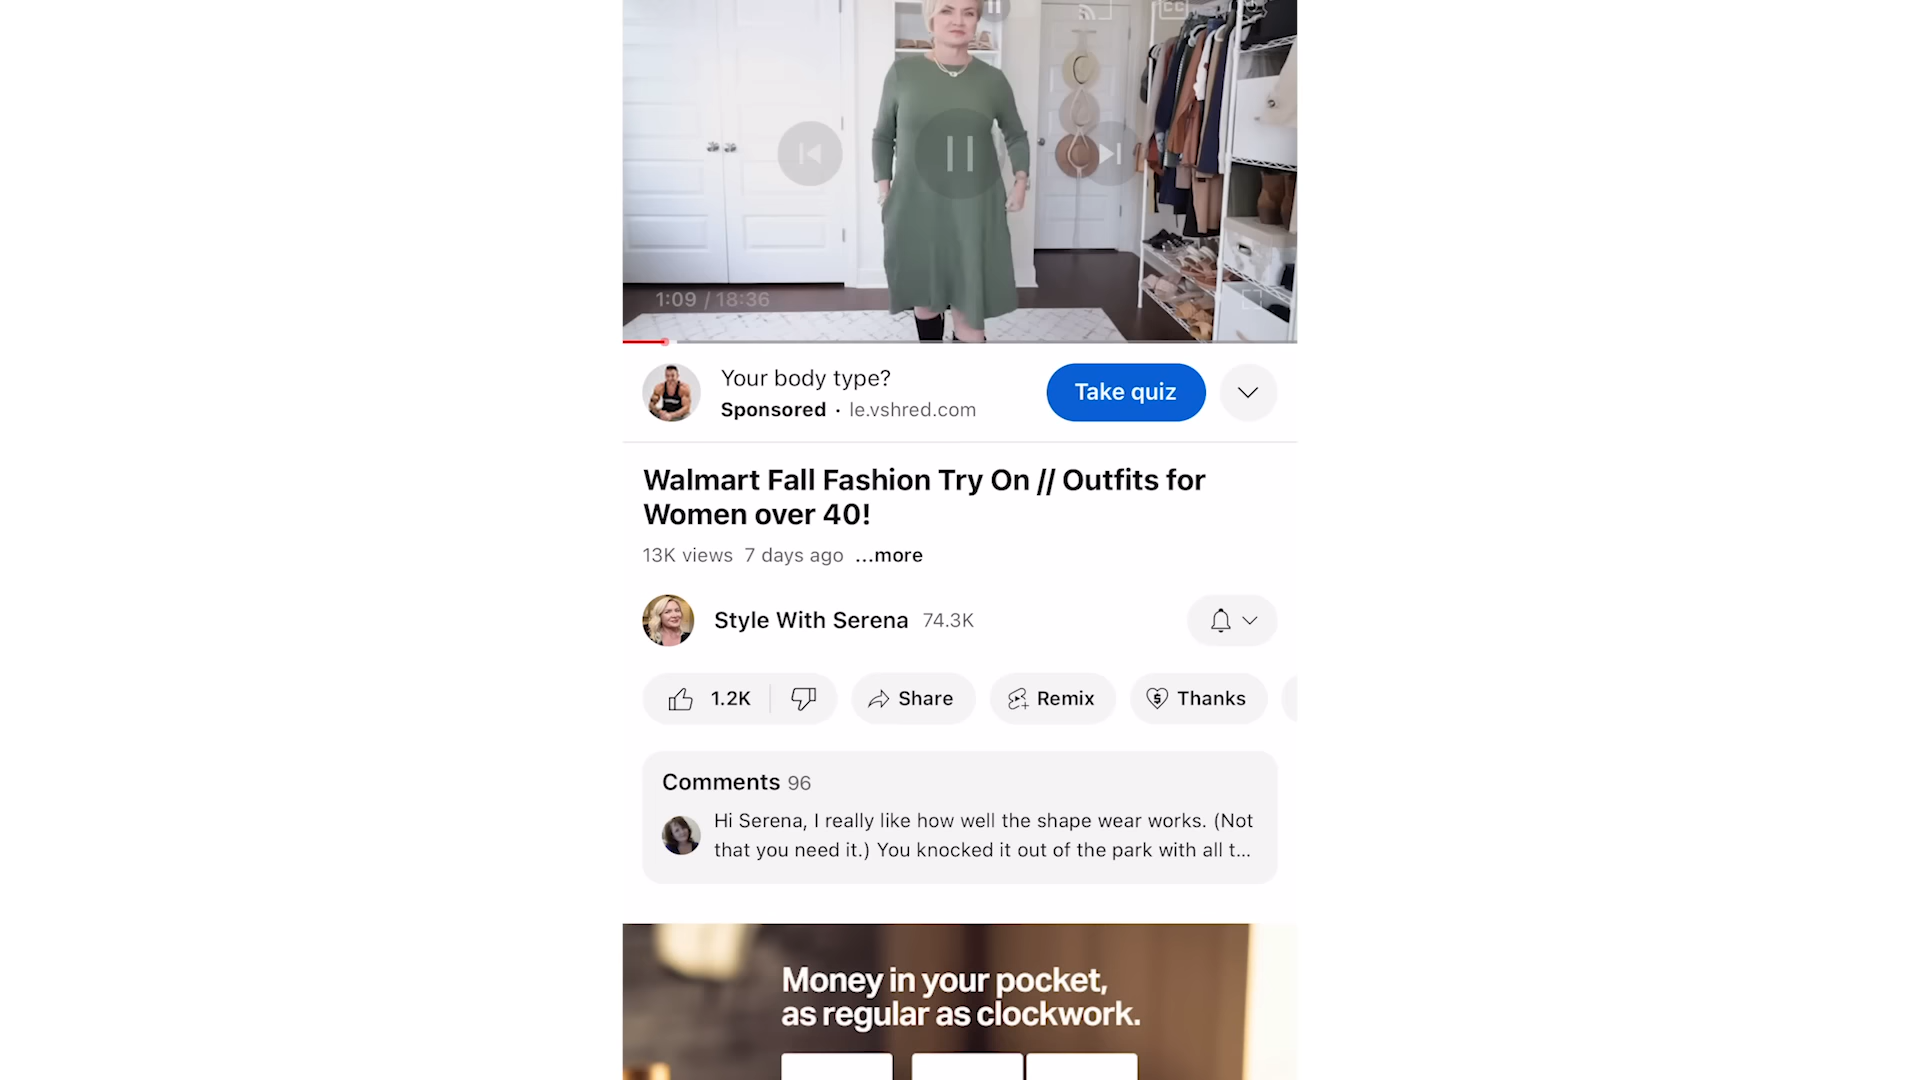 CC
1:09 / 18:36
Your body type?
Sponsored · le.vshred.com
Take quiz
Walmart Fall Fashion Try On // Outfits for
Women over 40!
13K views 7 days ago ...more
Style With Serena 74.3K
1.2K
Share
Remix
Thanks
Comments 96
Hi Serena, I really like how well the shape wear works. (Not
that you need it.) You knocked it out of the park with all t...
Money in your pocket,
as regular as clockwork.